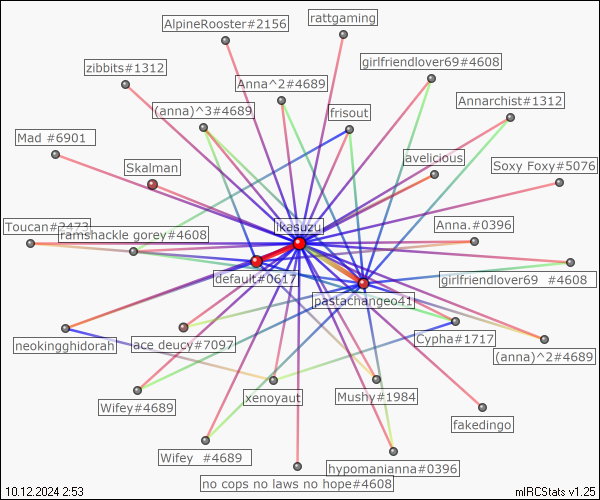 rattgaming
AlpineRooster#2156
girlfriendlover69#4608
zibbits#1312
Anna^2#4689
Annarchist#1312
(anna)^3#4689
frisout
Mad #6901
avelicious
Skalman
Soxy Foxy#5076
Toucan#2473
ikasuzu
Anna.#0396
ramshackle gorey#4608
default#0617
girlfriendlover69 #4608
pastachangeo41
neokingghidorah
ace deucy#7097
Cypha#1717
(anna)^2#4689
Wifey#4689
xenoyaut
Mushy#1984
fakedingo
Wifey #4689
hypomanianna#0396
no cops no laws no hope#4608
10.12.2024 2:53
mIRCStats v1.25